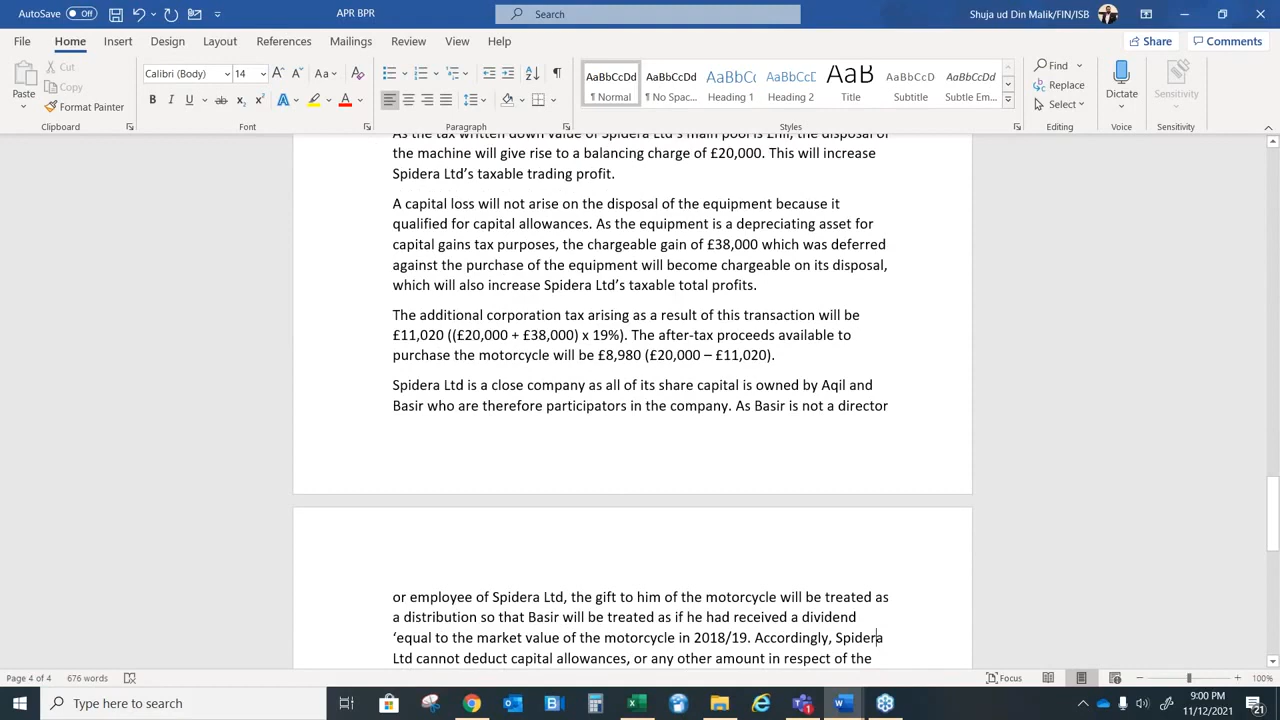 AutoSave Off
APR BPR
Search
Shuja ud Din Malik/FIN/ISB
File Home Insert Design Layout References Mailings Review View Help
Share Comments
Paste
Cut
Copy
Format Painter
Calibri (Body) 14
AaBbCcDd AaBbCcDd AaBbC AaBbCcC AaB AaBbCcD AaBbCcDd
¶ Normal ¶ No Spac... Heading 1 Heading 2 Title Subtitle Subtle Em...
Find
Replace
Select
Dictate
Sensitivity
Clipboard Font Paragraph Styles Editing Voice Sensitivity
As the tax written down value of Spidera Ltd's main pool is £nil, the disposal of
the machine will give rise to a balancing charge of £20,000. This will increase
Spidera Ltd's taxable trading profit.
A capital loss will not arise on the disposal of the equipment because it
qualified for capital allowances. As the equipment is a depreciating asset for
capital gains tax purposes, the chargeable gain of £38,000 which was deferred
against the purchase of the equipment will become chargeable on its disposal,
which will also increase Spidera Ltd's taxable total profits.
The additional corporation tax arising as a result of this transaction will be
£11,020 ((£20,000 + £38,000) x 19%). The after-tax proceeds available to
purchase the motorcycle will be £8,980 (£20,000 – £11,020).
Spidera Ltd is a close company as all of its share capital is owned by Aqil and
Basir who are therefore participators in the company. As Basir is not a director
or employee of Spidera Ltd, the gift to him of the motorcycle will be treated as
a distribution so that Basir will be treated as if he had received a dividend
‘equal to the market value of the motorcycle in 2018/19. Accordingly, Spidera
Ltd cannot deduct capital allowances, or any other amount in respect of the
Page 4 of 4 676 words
Focus
100%
Type here to search
9:00 PM
11/12/2021
21